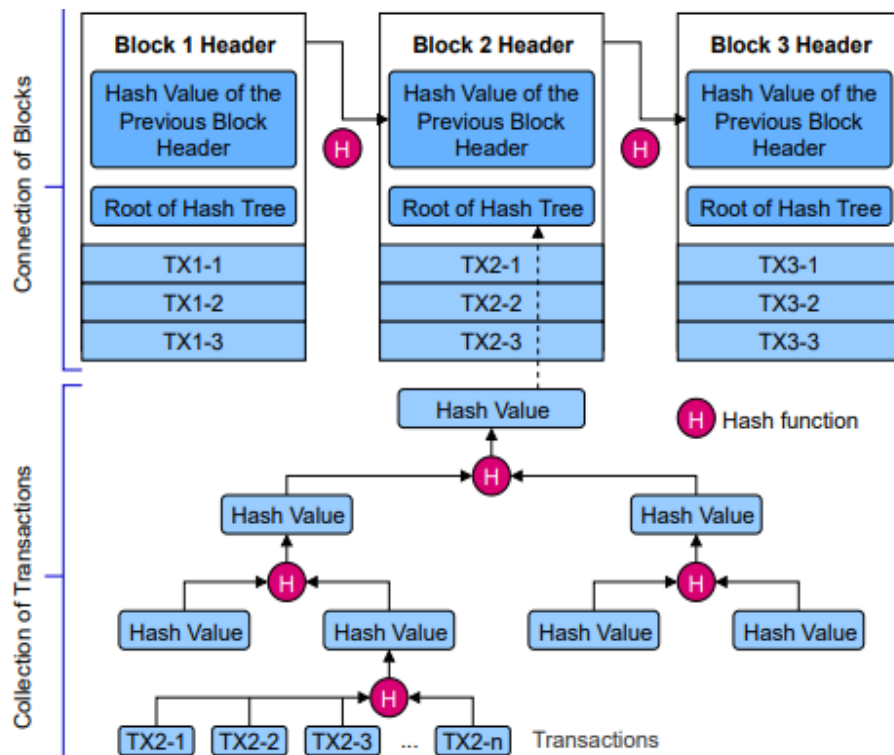 Connection of Blocks
Block 1 Header
Hash Value of the
Previous Block
Header
Root of Hash Tree
TX1-1
TX1-2
TX1-3
H
Block 2 Header
Hash Value of the
Previous Block
Header
Root of Hash Tree
TX2-1
TX2-2
TX2-3
H
Block 3 Header
Hash Value of the
Previous Block
Header
Root of Hash Tree
TX3-1
TX3-2
TX3-3
Collection of Transactions
Hash Value
H Hash function
H
Hash Value
Hash Value
H
H
Hash Value
Hash Value
Hash Value
Hash Value
H
TX2-1
TX2-2
TX2-3
...
TX2-n
Transactions